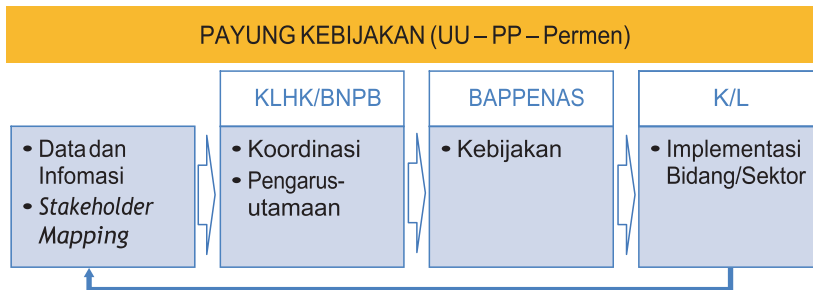 PAYUNG KEBIJAKAN (UU – PP – Permen)
KLHK/BNPB
BAPPENAS
K/L
• Data dan
Infomasi
• Stakeholder
Mapping
• Koordinasi
• Pengarus-
utamaan
• Kebijakan
• Implementasi
Bidang/Sektor